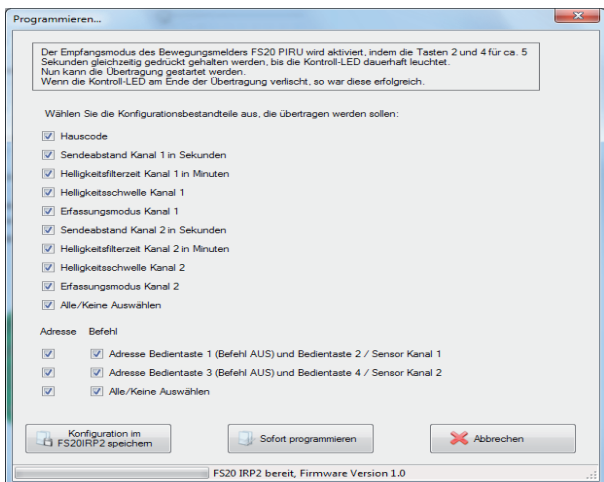 Programmieren...
Der Empfangsmodus des Bewegungsmelders FS20 PIRU wird aktiviert, indem die Tasten 2 und 4 für ca. 5
Sekunden gleichzeitig gedrückt gehalten werden, bis die Kontroll-LED dauerhaft leuchtet.
Nun kann die Übertragung gestartet werden.
Wenn die Kontroll-LED am Ende der Übertragung verlischt, so war diese erfolgreich.
Wählen Sie die Konfigurationsbestandteile aus, die übertragen werden sollen:
Hauscode
Sendeabstand Kanal 1 in Sekunden
Helligkeitsfilterzeit Kanal 1 in Minuten
Helligkeitsschwelle Kanal 1
Erfassungsmodus Kanal 1
Sendeabstand Kanal 2 in Sekunden
Helligkeitsfilterzeit Kanal 2 in Minuten
Helligkeitsschwelle Kanal 2
Erfassungsmodus Kanal 2
Alle/Keine Auswählen
Adresse Befehl
Adresse Bedientaste 1 (Befehl AUS) und Bedientaste 2 / Sensor Kanal 1
Adresse Bedientaste 3 (Befehl AUS) und Bedientaste 4 / Sensor Kanal 2
Alle/Keine Auswählen
Konfiguration im
FS20IRP2 speichern
Sofort programmieren
Abbrechen
FS20 IRP2 bereit, Firmware Version 1.0